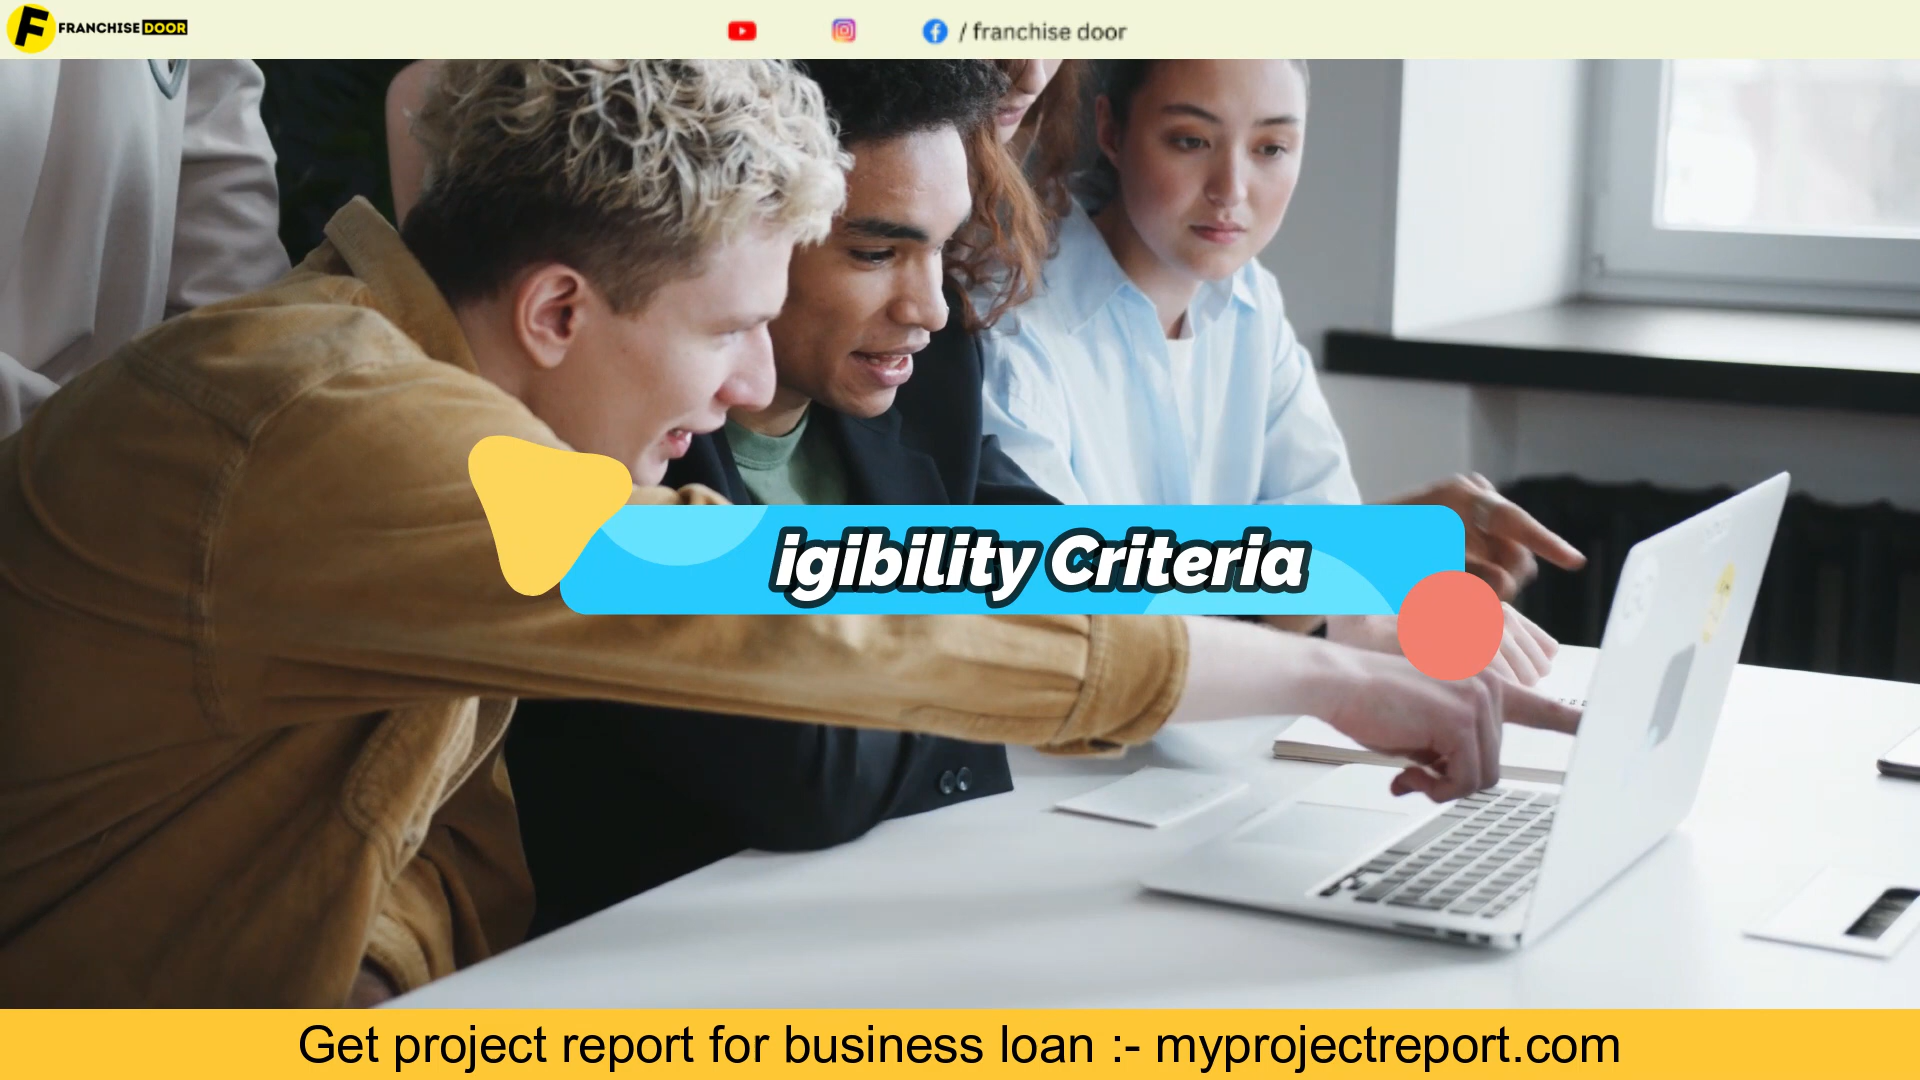 FRANCHISE DOOR
/ franchise door
igibility Criteria
Get project report for business loan :- myprojectreport.com